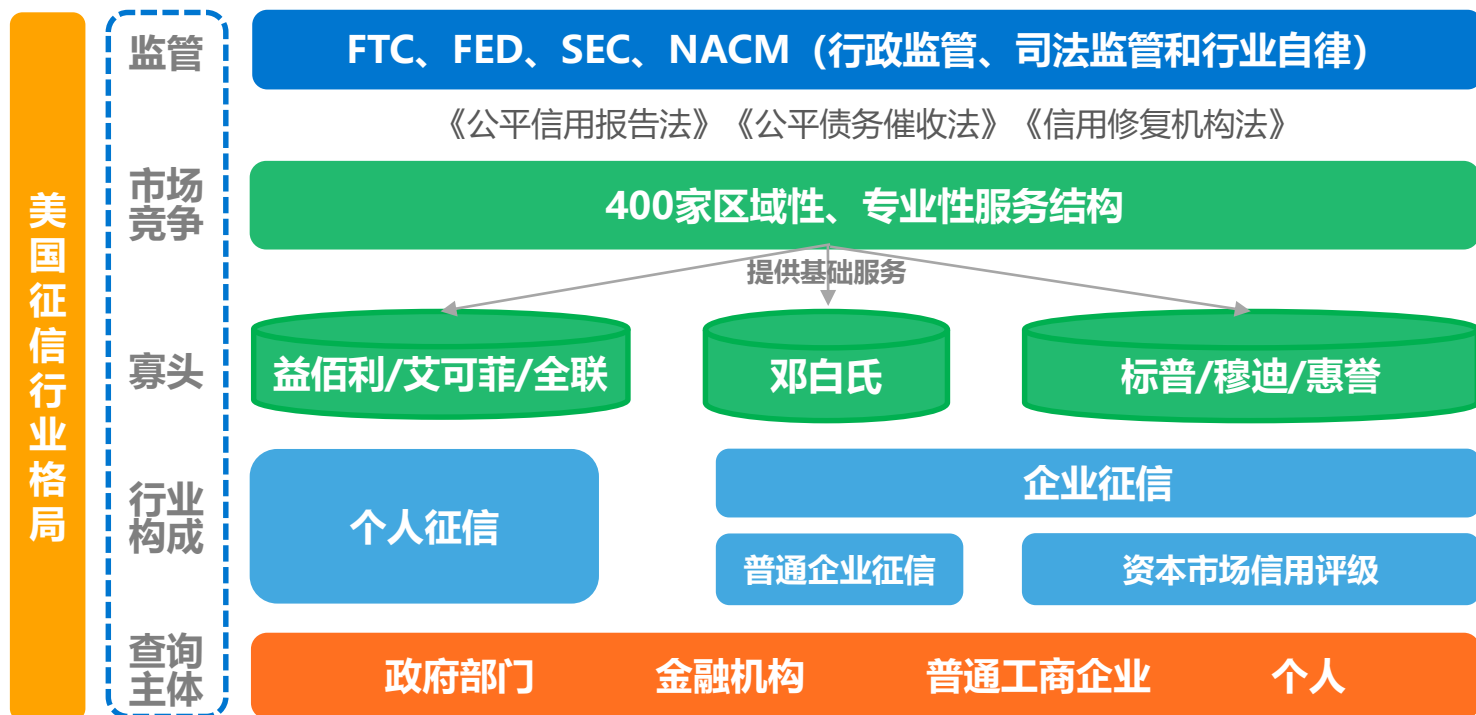 美国征信行业格局
监管
FTC、FED、SEC、NACM（行政监管、司法监管和行业自律）
《公平信用报告法》《公平债务催收法》《信用修复机构法》
市场
竞争
400家区域性、专业性服务结构
提供基础服务
寡头
益佰利/艾可菲/全联
邓白氏
标普/穆迪/惠誉
行业
构成
个人征信
企业征信
普通企业征信
资本市场信用评级
查询
主体
政府部门
金融机构
普通工商企业
个人